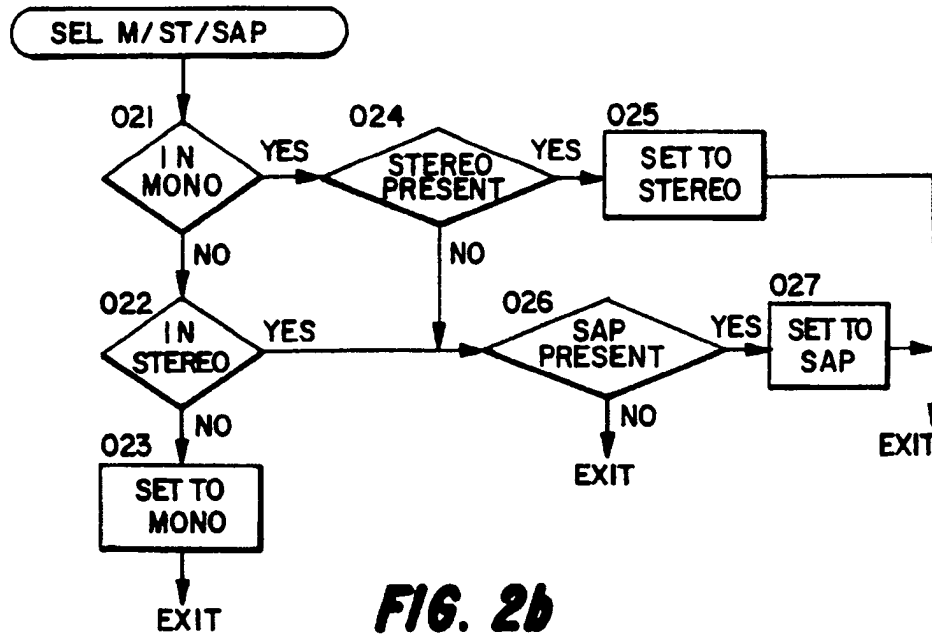 SEL M/ST/SAP
021
IN
MONO
YES
024
STEREO
PRESENT
YES
025
SET TO
STEREO
NO
NO
022
IN
STEREO
YES
026
SAP
PRESENT
YES
027
SET TO
SAP
NO
023
SET TO
MONO
NO
EXIT
EXIT
EXIT
FIG. 2b